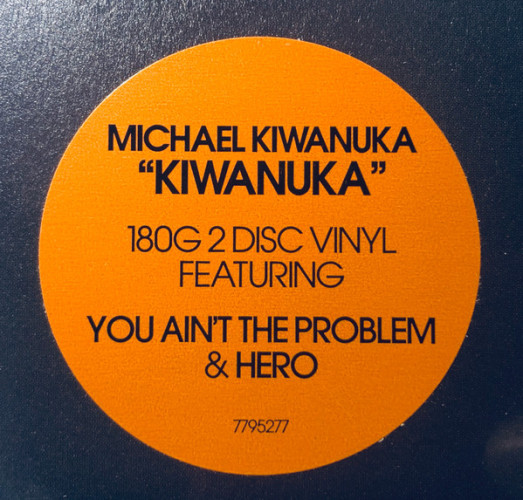 MICHAEL KIWANUKA
“KIWANUKA”
180G 2 DISC VINYL
FEATURING
YOU AIN'T THE PROBLEM
& HERO
7795277